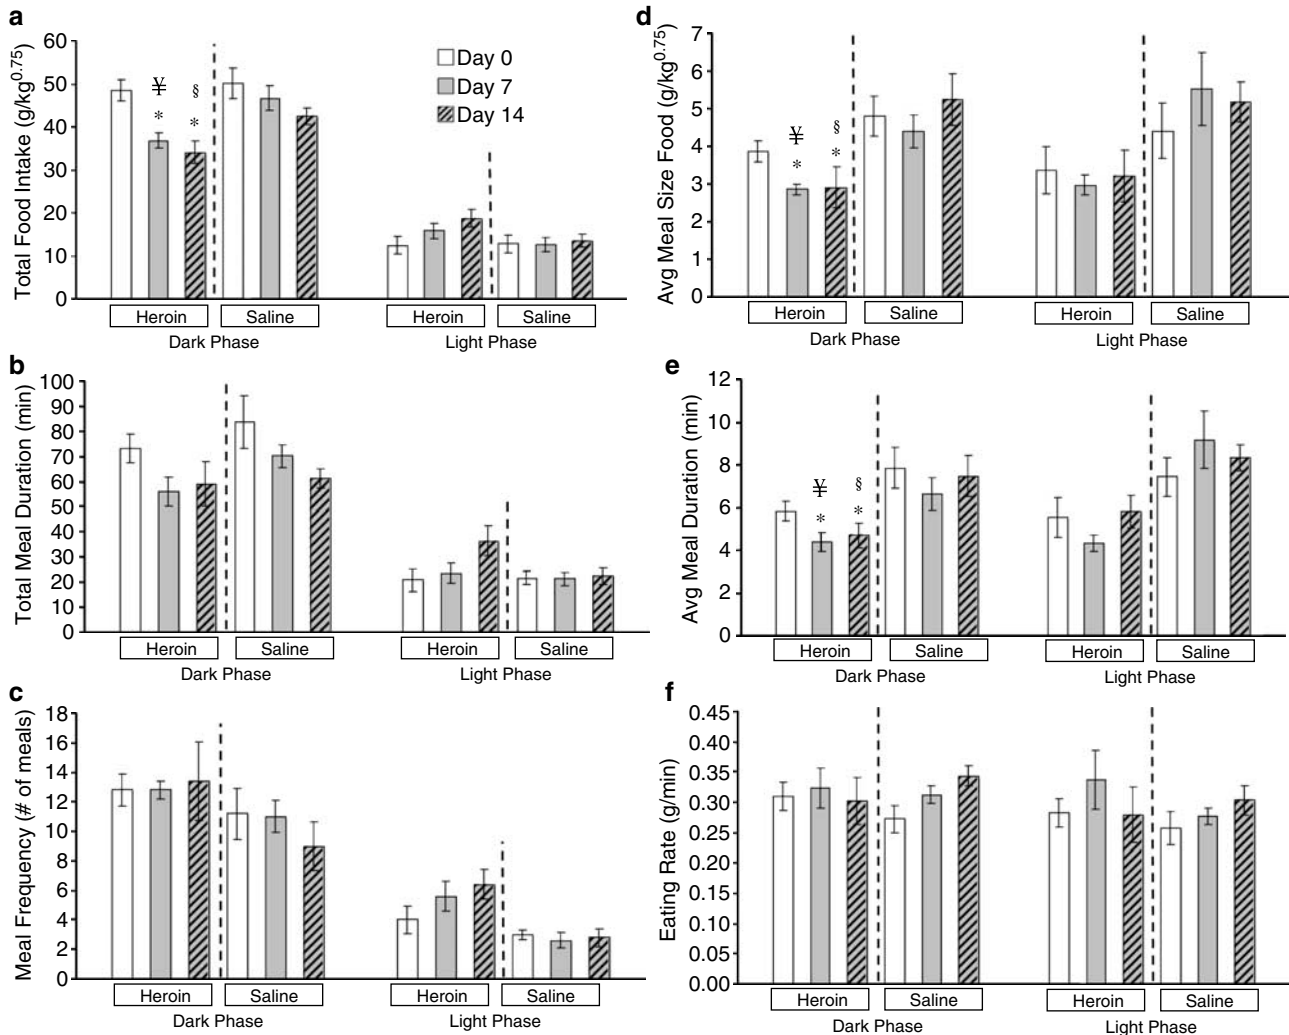 a
Total Food Intake (g/kg0.75)
60
50
40
30
20
10
0
¥ §
* *
Day 0
Day 7
Day 14
Heroin Saline Heroin Saline
Dark Phase Light Phase
d
Avg Meal Size Food (g/kg0.75)
7
6
5
4
3
2
1
0
¥ §
* *
Heroin Saline Heroin Saline
Dark Phase Light Phase
b
Total Meal Duration (min)
100
90
80
70
60
50
40
30
20
10
0
Heroin Saline Heroin Saline
Dark Phase Light Phase
e
Avg Meal Duration (min)
12
10
8
6
4
2
0
¥ §
* *
Heroin Saline Heroin Saline
Dark Phase Light Phase
c
Meal Frequency (# of meals)
18
16
14
12
10
8
6
4
2
0
Heroin Saline Heroin Saline
Dark Phase Light Phase
f
Eating Rate (g/min)
0.45
0.40
0.35
0.30
0.25
0.20
0.15
0.10
0.05
0.00
Heroin Saline Heroin Saline
Dark Phase Light Phase